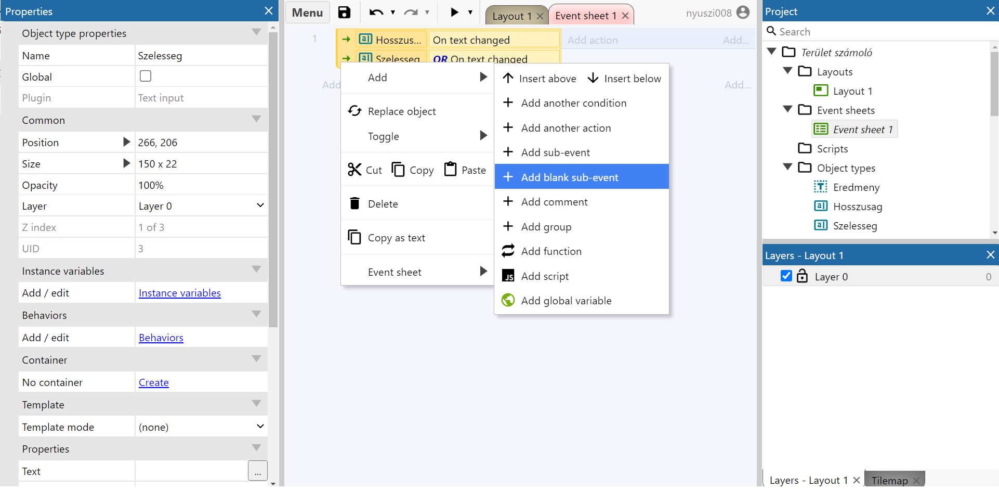 Properties
Object type properties
Name Szelesseg
Global
Plugin Text input
Common
Position 266, 206
Size 150 x 22
Opacity 100%
Layer Layer 0
Z index 1 of 3
UID 3
Instance variables
Add / edit Instance variables
Behaviors
Add / edit Behaviors
Container
No container Create
Template
Template mode (none)
Properties
Text ...
Menu
Layout 1
Event sheet 1
nyuszi008
1 Hosszus... On text changed Add action Add...
Szelesseg OR On text changed
Add Add...
Add
Replace object
Toggle
Cut Copy Paste
Delete
Copy as text
Event sheet
Insert above Insert below
Add another condition
Add another action
Add sub-event
Add blank sub-event
Add comment
Add group
Add function
JS Add script
Add global variable
Project
Search
Terület számoló
Layouts
Layout 1
Event sheets
Event sheet 1
Scripts
Object types
T Eredmeny
Hosszusag
Szelesseg
Layers - Layout 1
Layer 0 0
Layers - Layout 1 Tilemap